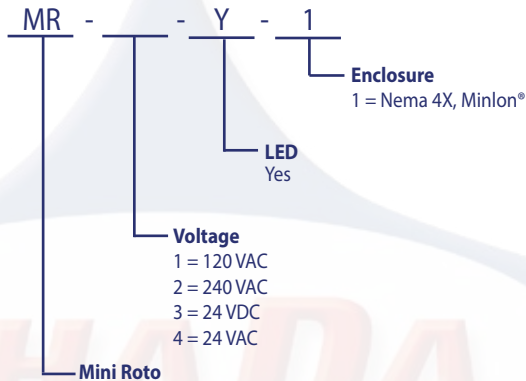 MR - - Y - 1
Enclosure
1 = Nema 4X, Minlon®
LED
Yes
Voltage
1 = 120 VAC
2 = 240 VAC
3 = 24 VDC
4 = 24 VAC
Mini Roto